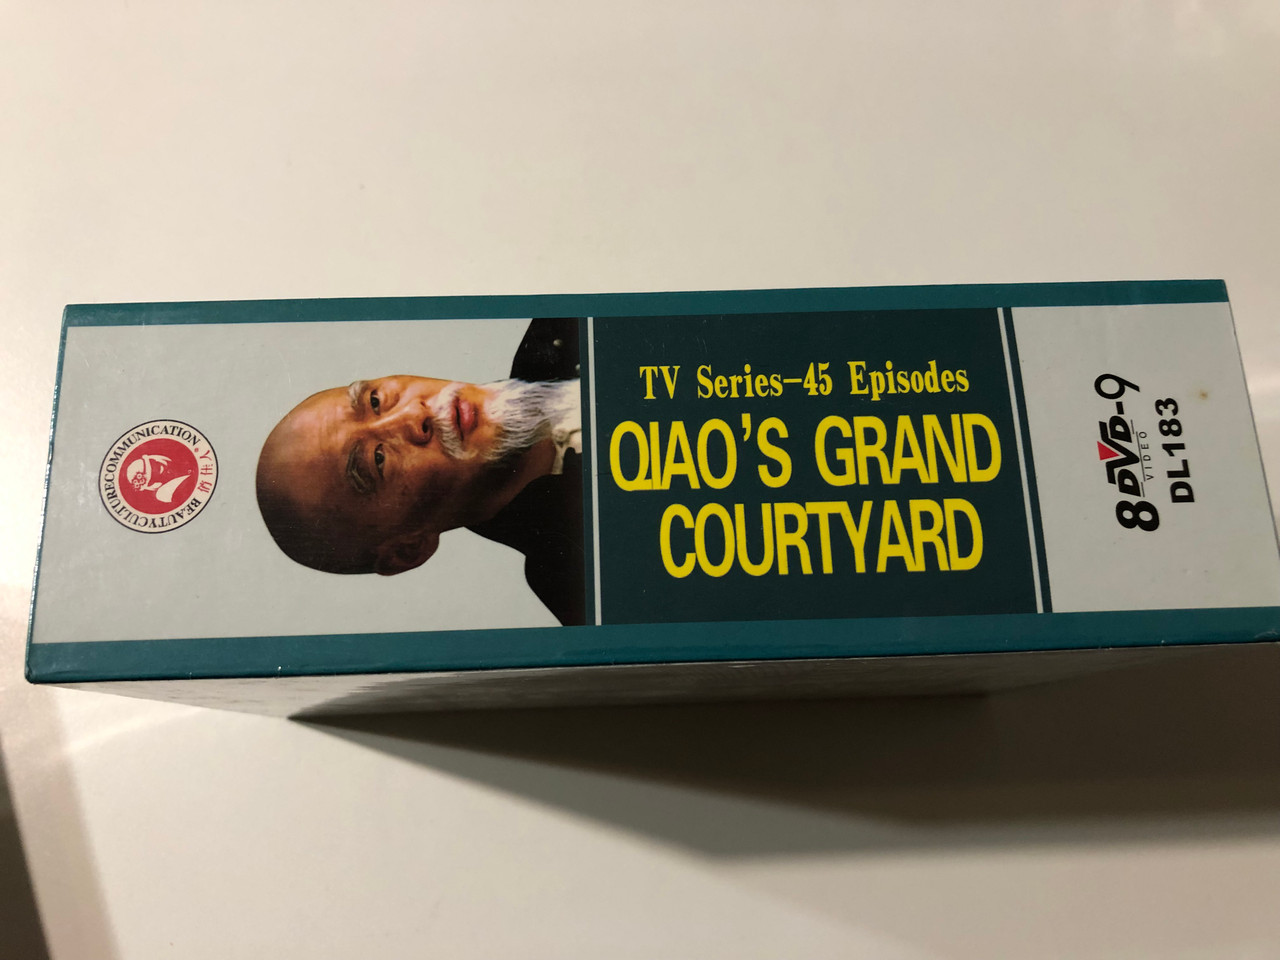 BEAUTYCULTURECOMMUNICATION
TV Series-45 Episodes
QIAO'S GRAND
COURTYARD
8 DVD-9
VIDEO
DL183